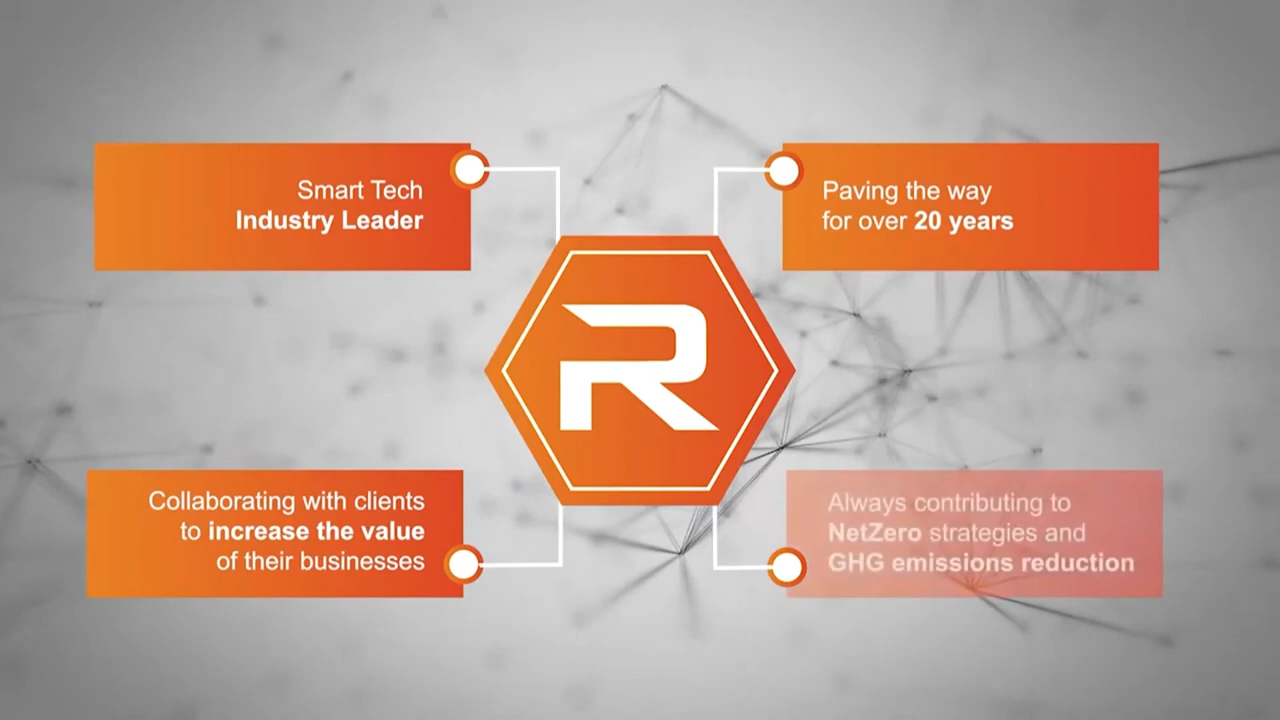 Smart Tech
Industry Leader
Paving the way
for over 20 years
R
Collaborating with clients
to increase the value
of their businesses
Always contributing to
NetZero strategies and
GHG emissions reduction